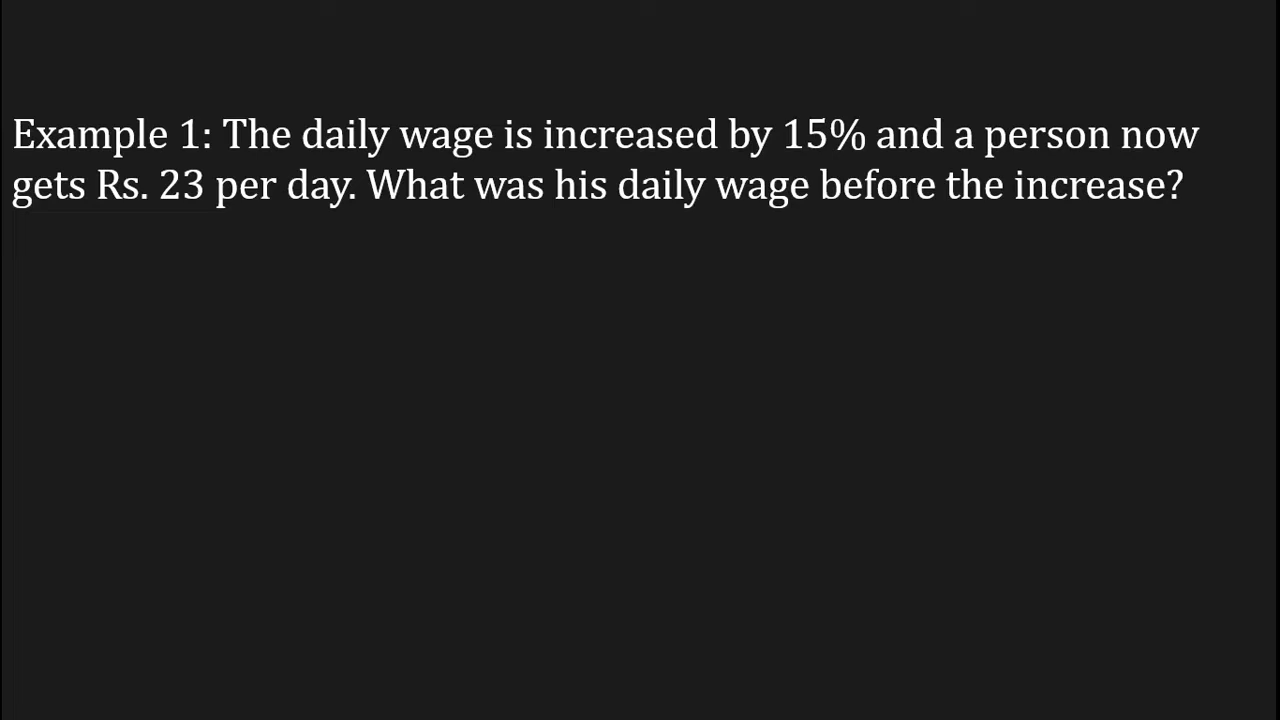 Example 1: The daily wage is increased by 15% and a person now
gets Rs. 23 per day. What was his daily wage before the increase?